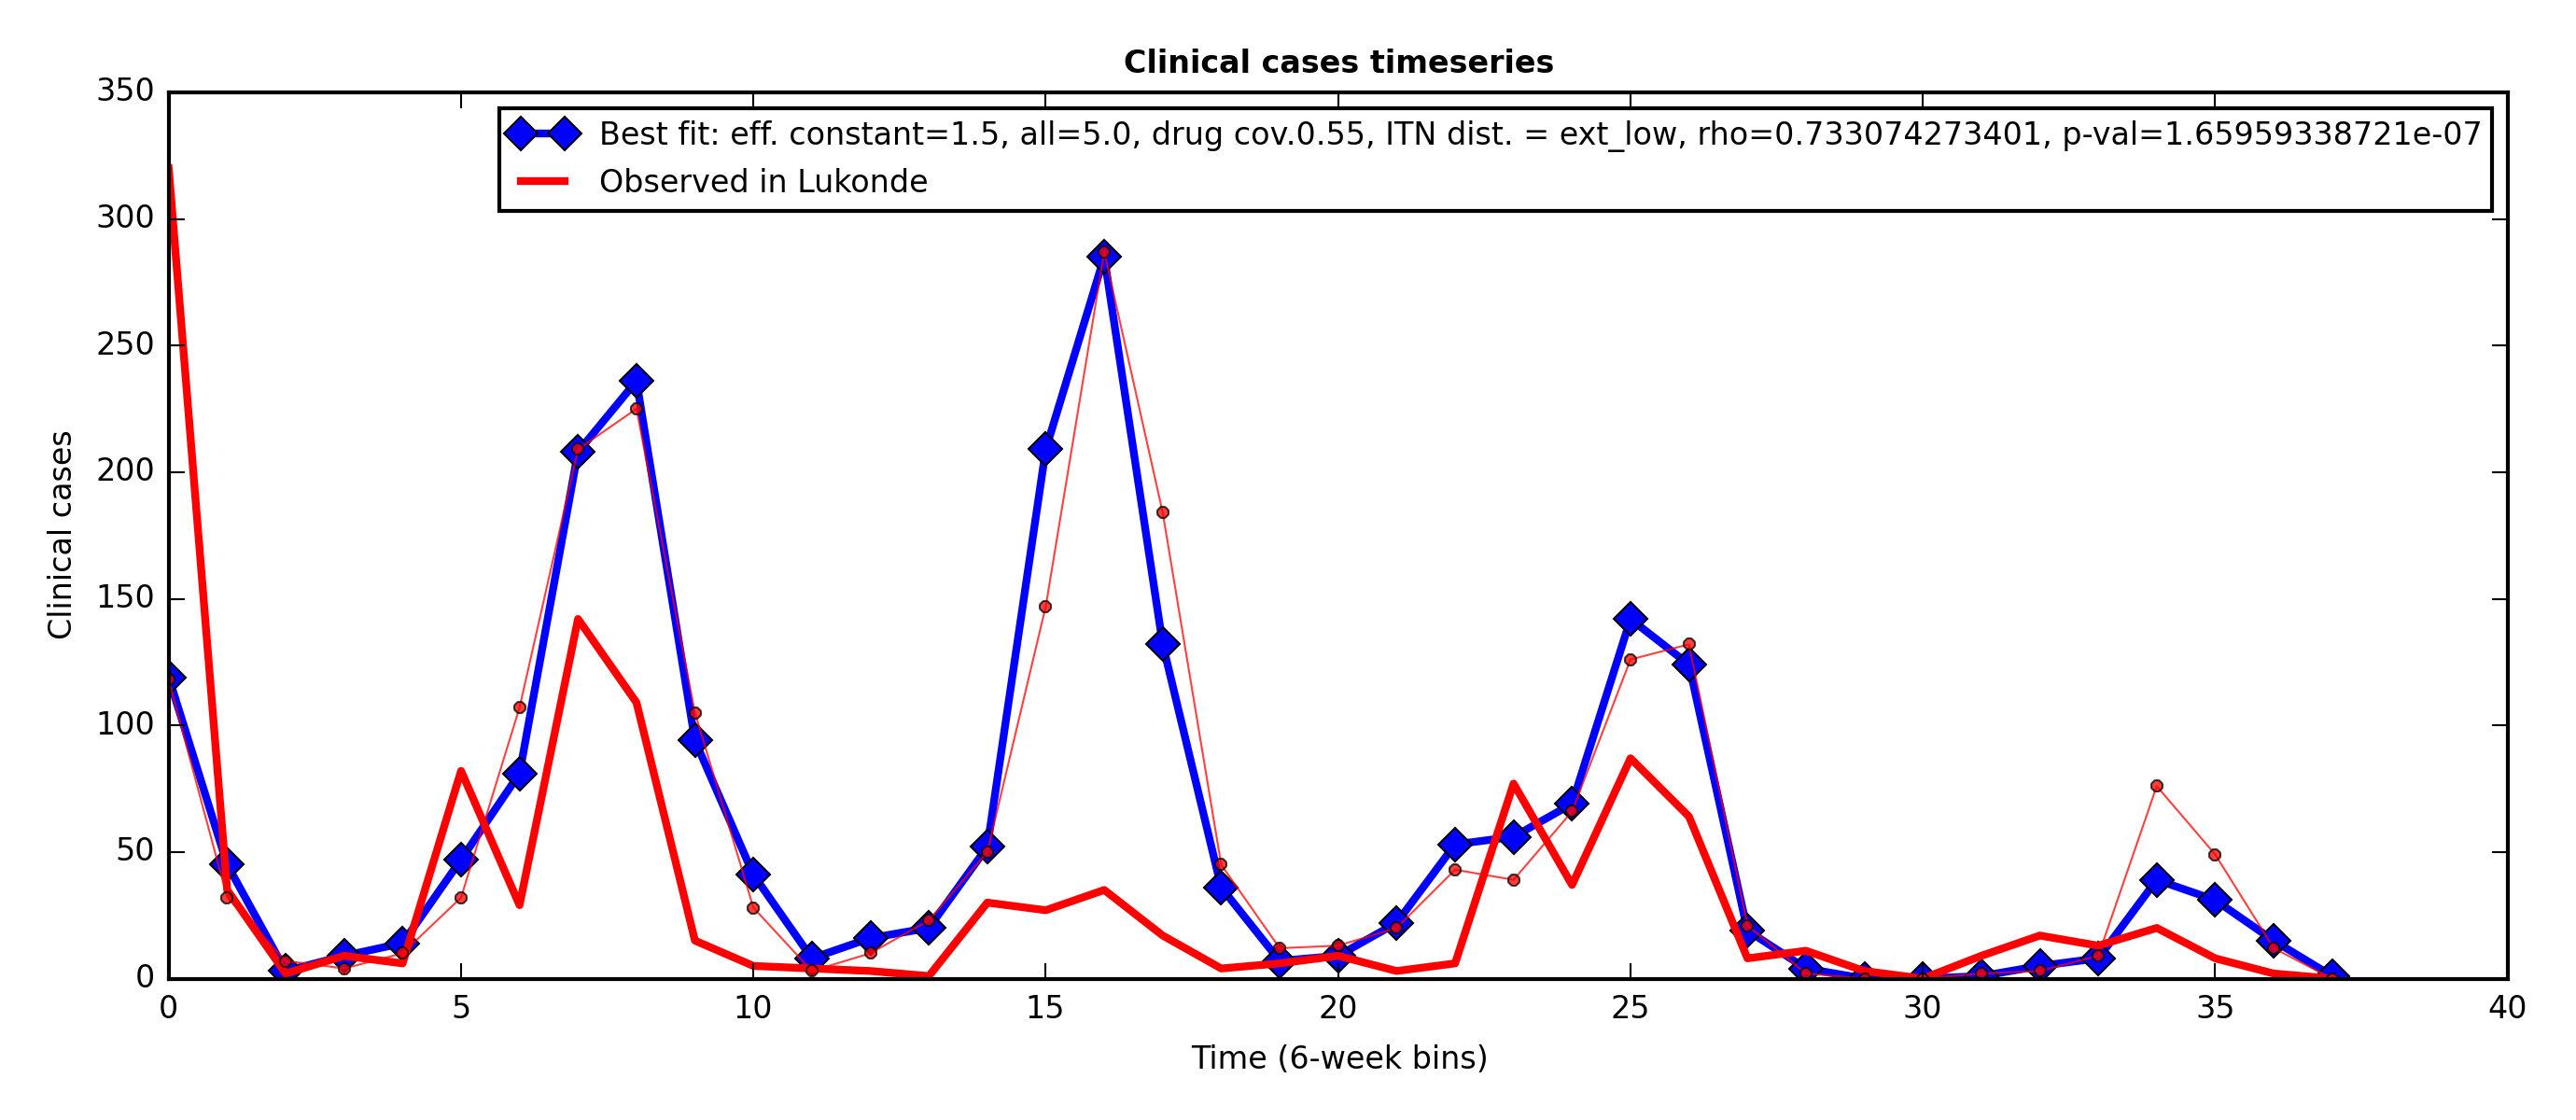 Clinical cases timeseries
350
300
250
200
150
100
50
0
Clinical cases
Best fit: eff. constant=1.5, all=5.0, drug cov.0.55, ITN dist. = ext_low, rho=0.733074273401, p-val=1.65959338721e-07
Observed in Lukonde
0 5 10 15 20 25 30 35 40
Time (6-week bins)